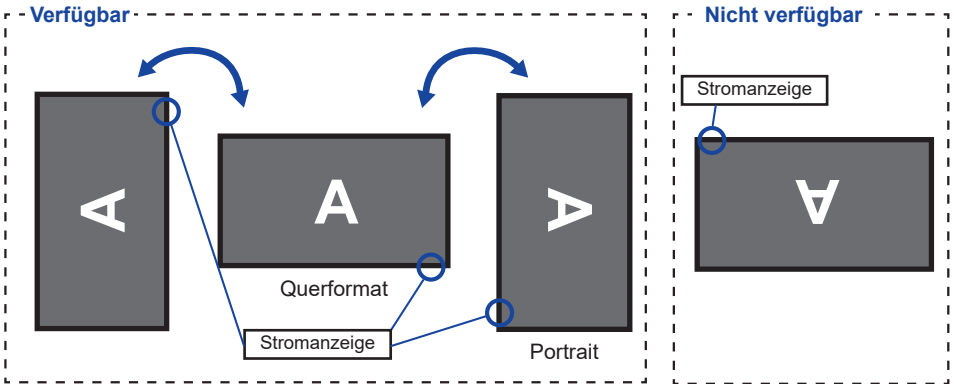 Verfügbar
Nicht verfügbar
Stromanzeige
A
A
A
A
Querformat
Stromanzeige
Portrait